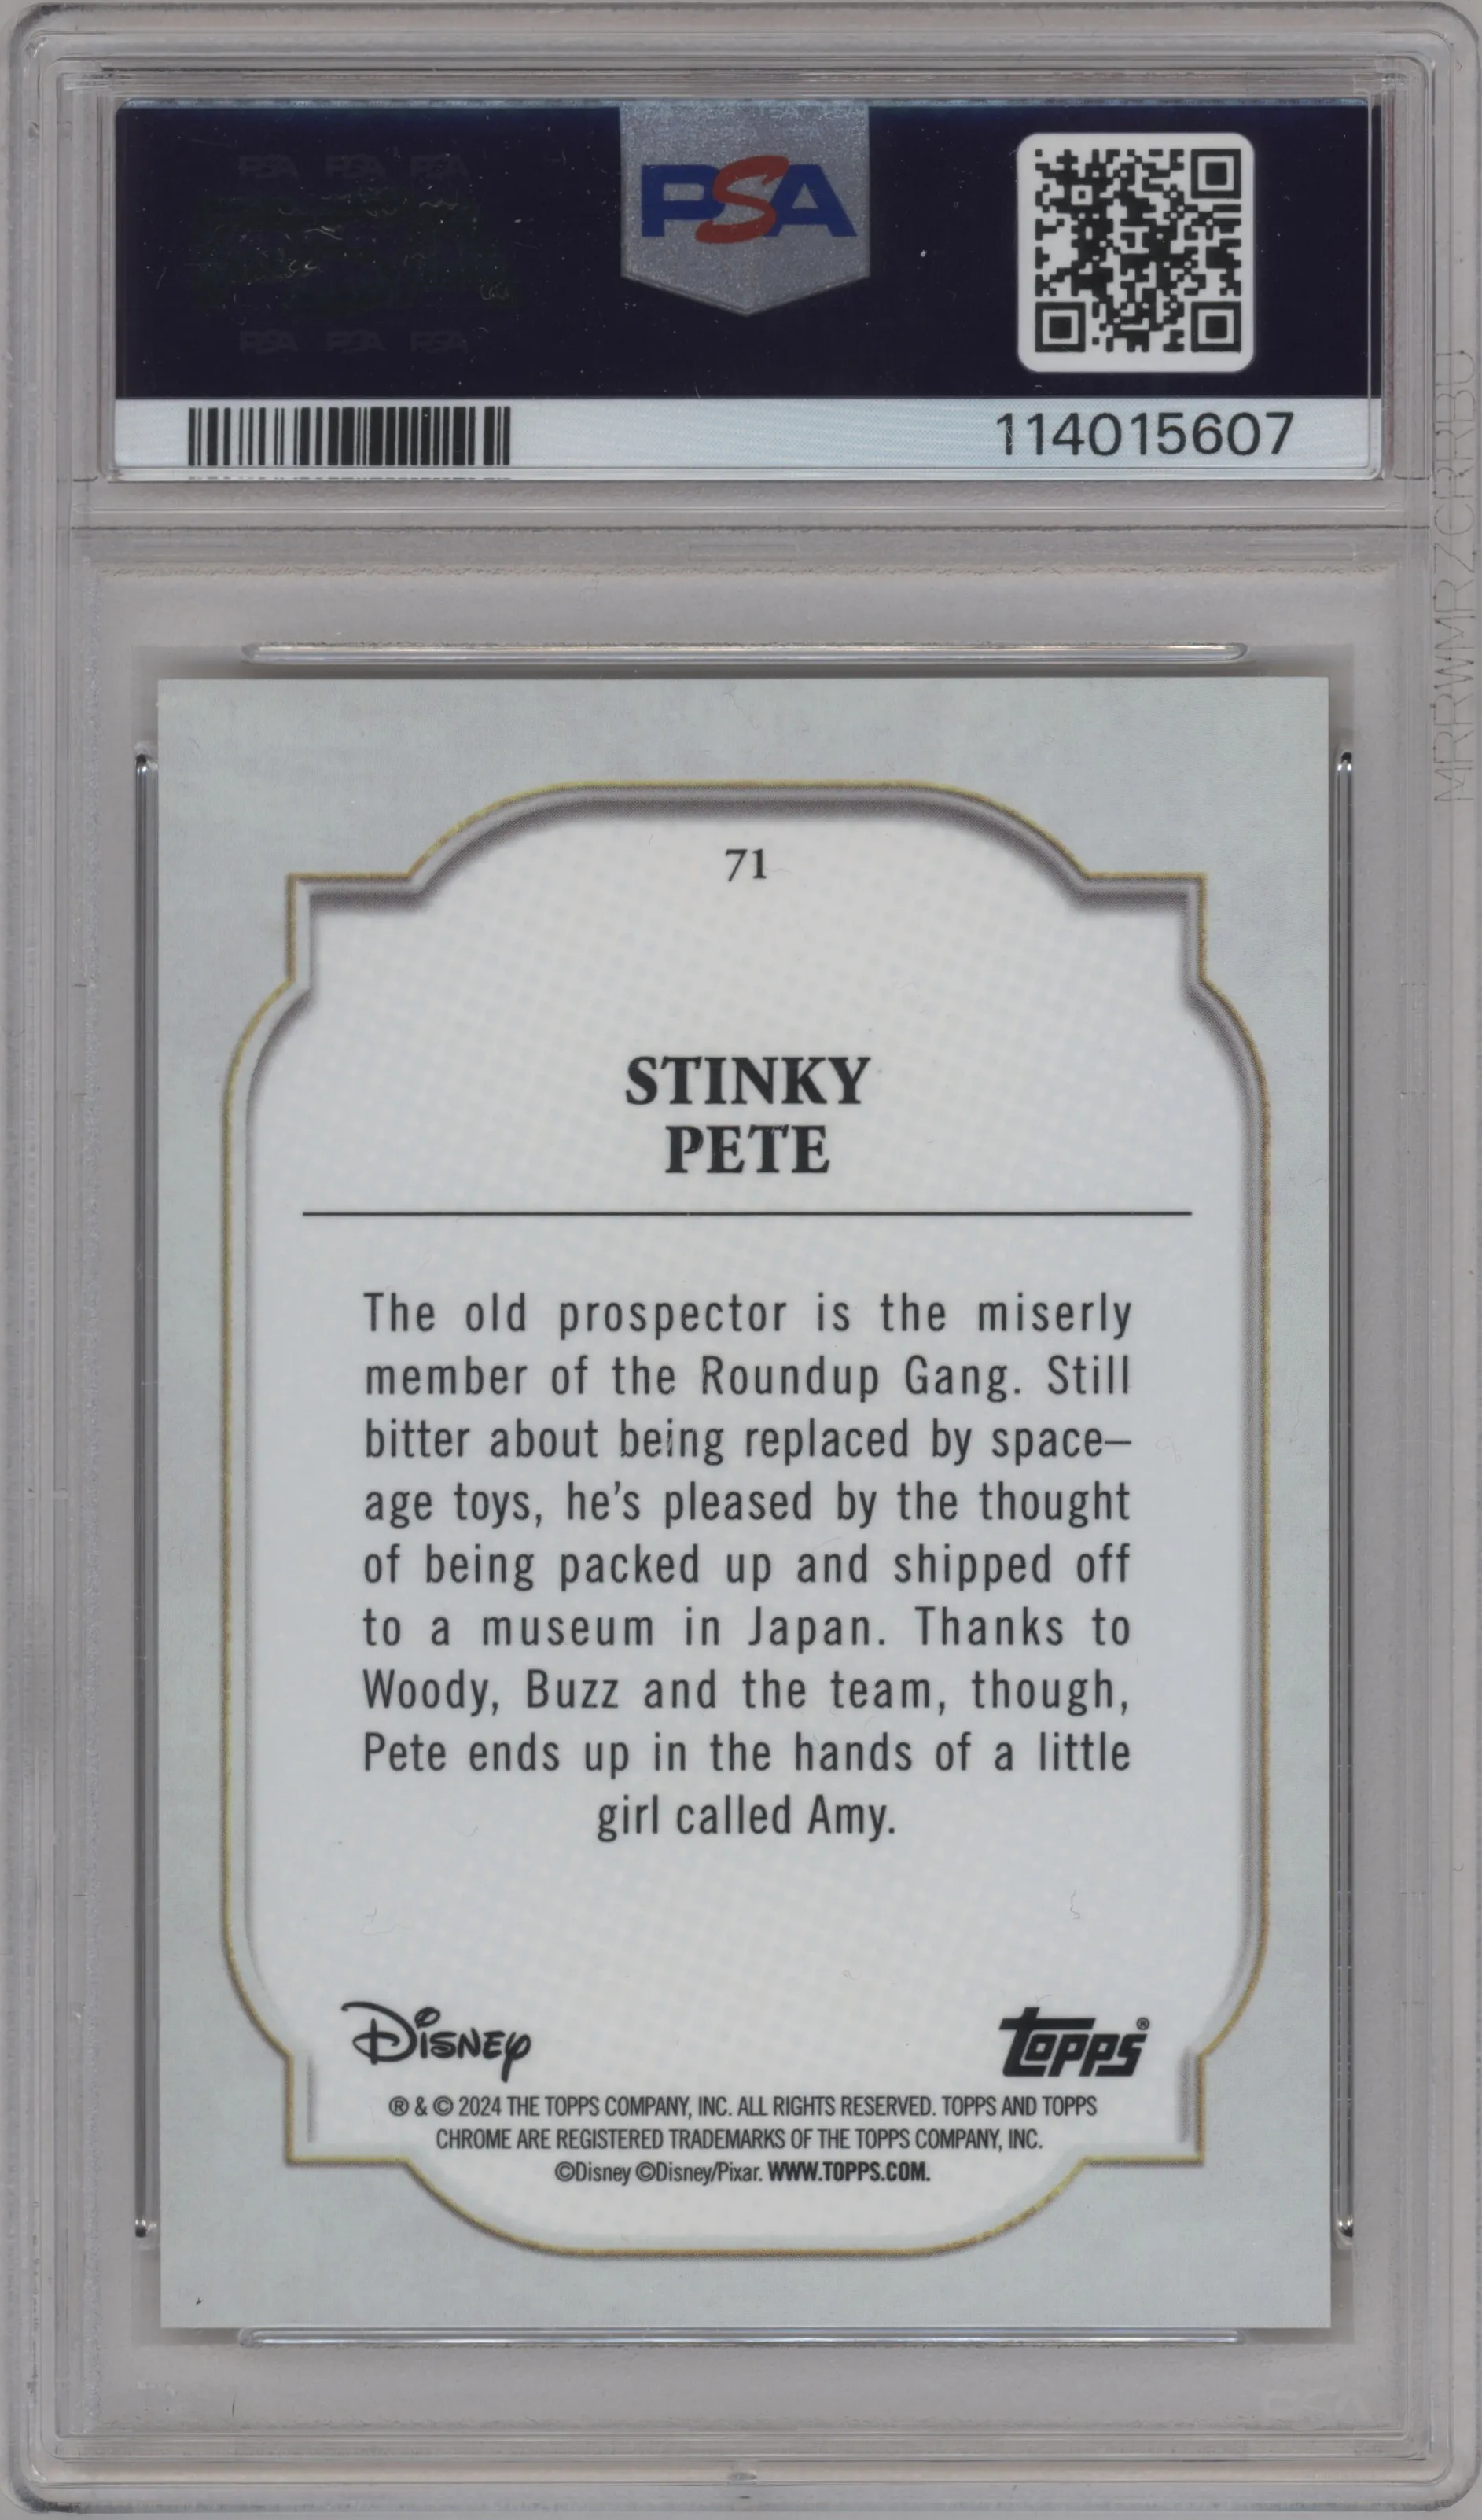 PSA
114015607
MRRWMRZCRRBU
71
STINKY
PETE
The old prospector is the miserly
member of the Roundup Gang. Still
bitter about being replaced by space–
age toys, he's pleased by the thought
of being packed up and shipped off
to a museum in Japan. Thanks to
Woody, Buzz and the team, though,
Pete ends up in the hands of a little
girl called Amy.
Disney
topps®
® & © 2024 THE TOPPS COMPANY, INC. ALL RIGHTS RESERVED. TOPPS AND TOPPS
CHROME ARE REGISTERED TRADEMARKS OF THE TOPPS COMPANY, INC.
©Disney ©Disney/Pixar. WWW.TOPPS.COM.